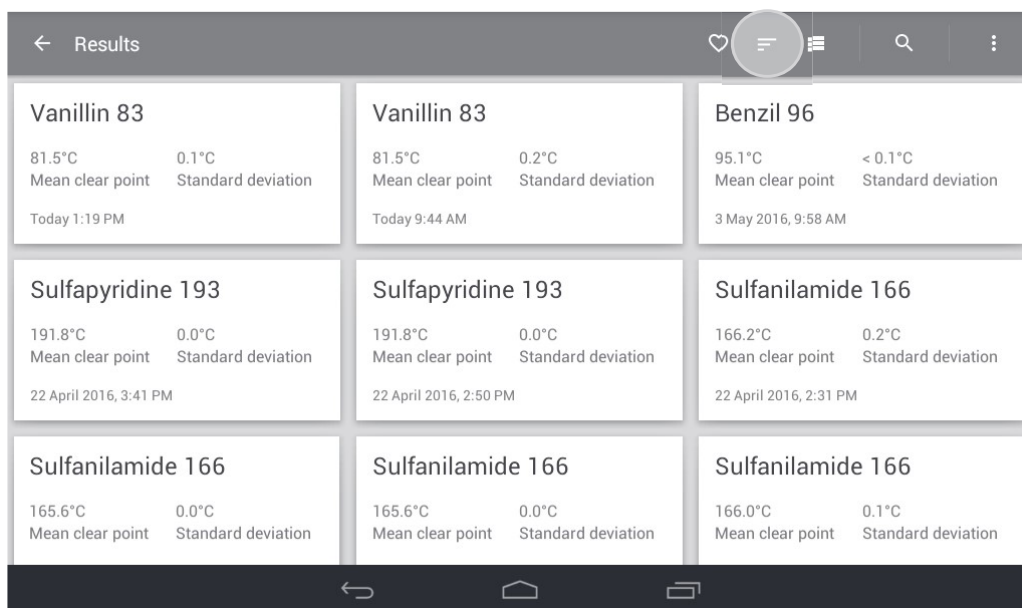 Results
Vanillin 83
81.5°C 0.1°C
Mean clear point Standard deviation
Today 1:19 PM
Vanillin 83
81.5°C 0.2°C
Mean clear point Standard deviation
Today 9:44 AM
Benzil 96
95.1°C < 0.1°C
Mean clear point Standard deviation
3 May 2016, 9:58 AM
Sulfapyridine 193
191.8°C 0.0°C
Mean clear point Standard deviation
22 April 2016, 3:41 PM
Sulfapyridine 193
191.8°C 0.0°C
Mean clear point Standard deviation
22 April 2016, 2:50 PM
Sulfanilamide 166
166.2°C 0.2°C
Mean clear point Standard deviation
22 April 2016, 2:31 PM
Sulfanilamide 166
165.6°C 0.0°C
Mean clear point Standard deviation
Sulfanilamide 166
165.6°C 0.0°C
Mean clear point Standard deviation
Sulfanilamide 166
166.0°C 0.1°C
Mean clear point Standard deviation